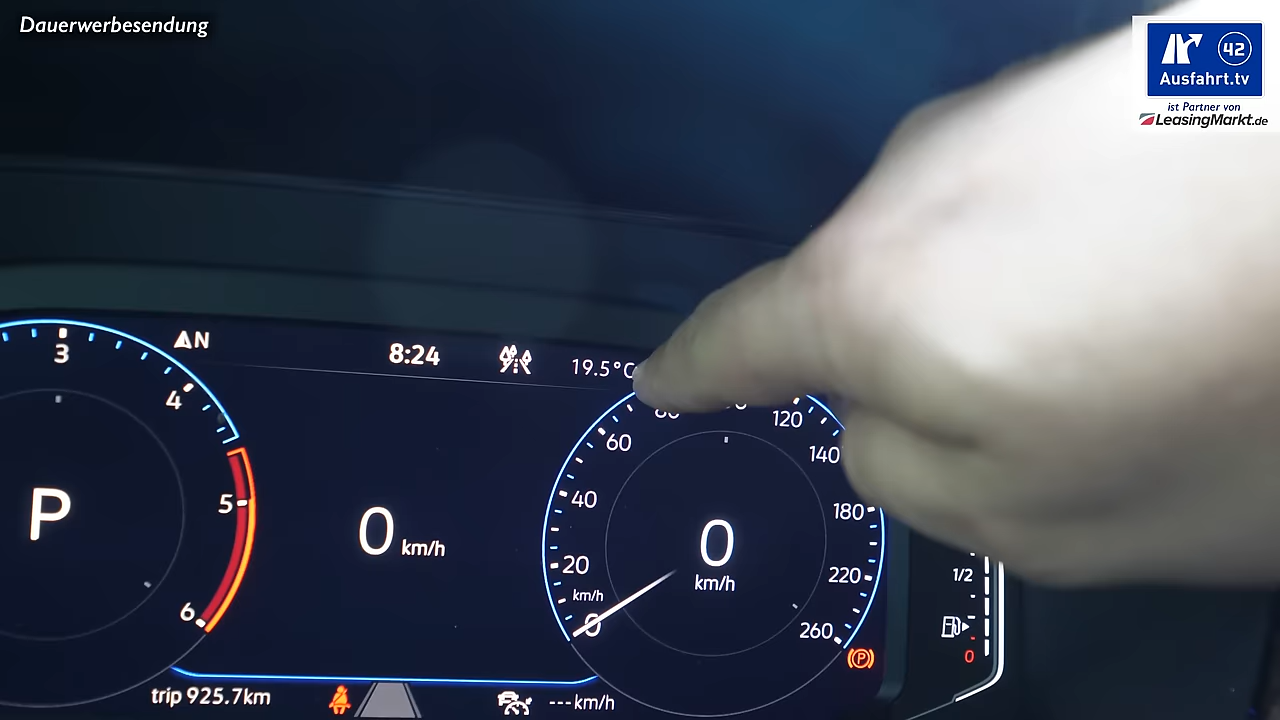 Dauerwerbesendung
42
Ausfahrt.tv
ist Partner von
LeasingMarkt.de
N
8:24
19.5°C
3
4
5
6
P
0 km/h
60
40
20
km/h
0
120
140
180
220
260
0
km/h
P
1/2
0
trip 925.7km
--- km/h